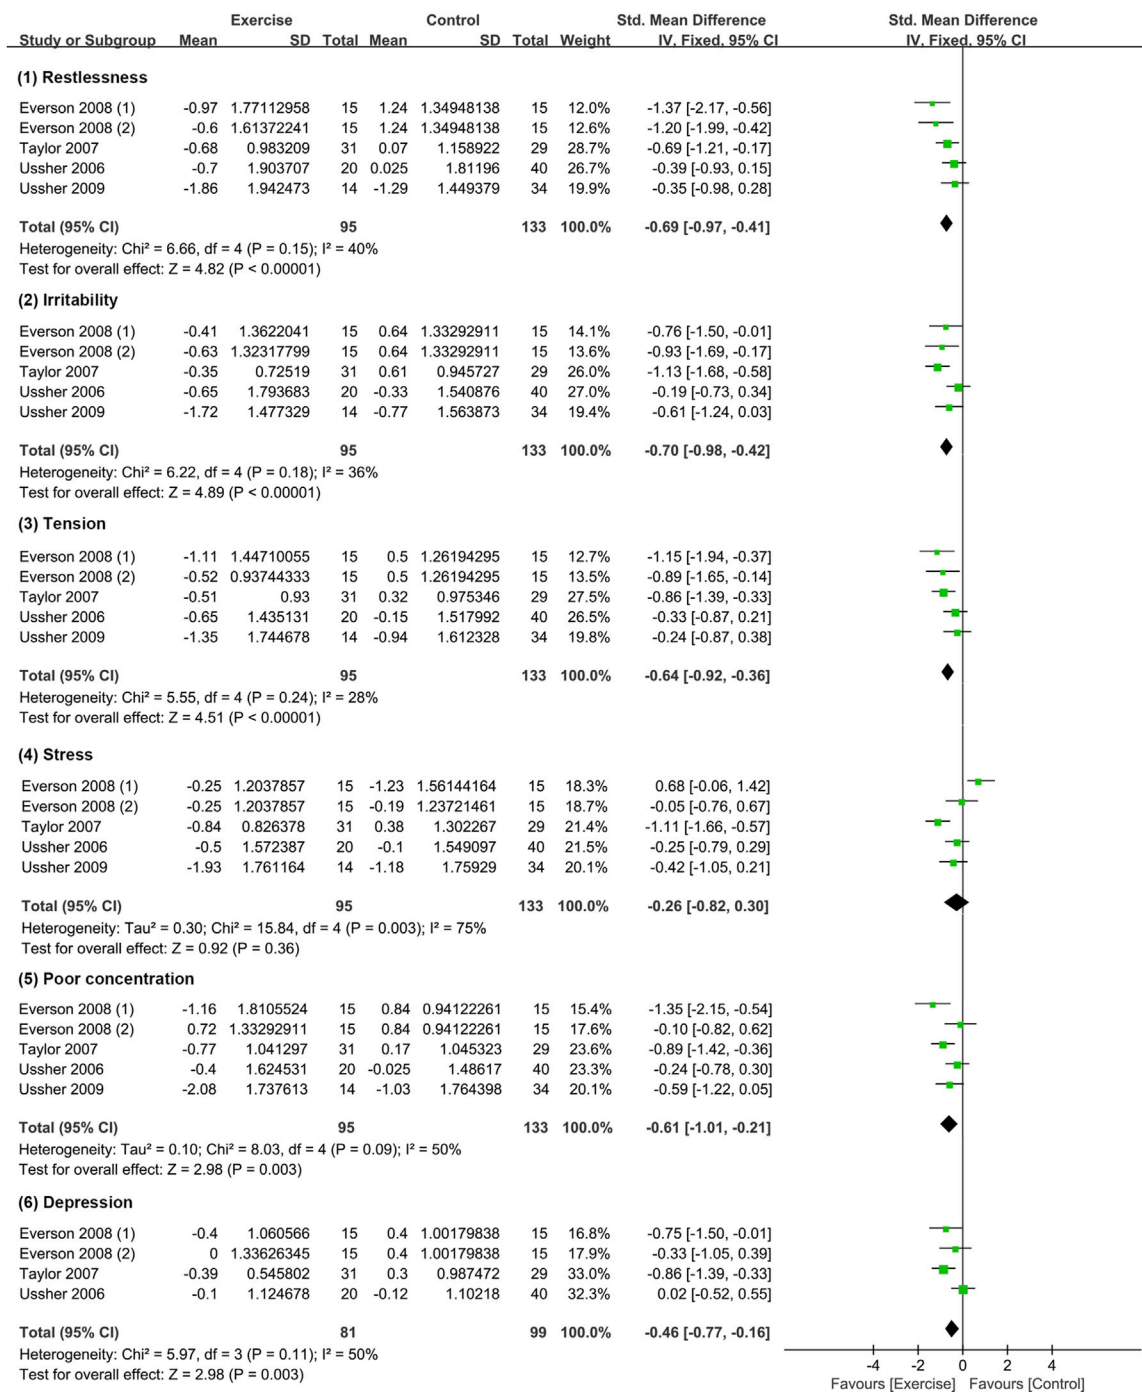 Exercise Control Std. Mean Difference Std. Mean Difference
Study or Subgroup Mean SD Total Mean SD Total Weight IV, Fixed, 95% CI IV, Fixed, 95% CI
(1) Restlessness
Everson 2008 (1) -0.97 1.77112958 15 1.24 1.34948138 15 12.0% -1.37 [-2.17, -0.56]
Everson 2008 (2) -0.6 1.61372241 15 1.24 1.34948138 15 12.6% -1.20 [-1.99, -0.42]
Taylor 2007 -0.68 0.983209 31 0.07 1.158922 29 28.7% -0.69 [-1.21, -0.17]
Ussher 2006 -0.7 1.903707 20 0.025 1.81196 40 26.7% -0.39 [-0.93, 0.15]
Ussher 2009 -1.86 1.942473 14 -1.29 1.449379 34 19.9% -0.35 [-0.98, 0.28]
Total (95% CI) 95 133 100.0% -0.69 [-0.97, -0.41]
Heterogeneity: Chi² = 6.66, df = 4 (P = 0.15); I² = 40%
Test for overall effect: Z = 4.82 (P < 0.00001)
(2) Irritability
Everson 2008 (1) -0.41 1.3622041 15 0.64 1.33292911 15 14.1% -0.76 [-1.50, -0.01]
Everson 2008 (2) -0.63 1.32317799 15 0.64 1.33292911 15 13.6% -0.93 [-1.69, -0.17]
Taylor 2007 -0.35 0.72519 31 0.61 0.945727 29 26.0% -1.13 [-1.68, -0.58]
Ussher 2006 -0.65 1.793683 20 -0.33 1.540876 40 27.0% -0.19 [-0.73, 0.34]
Ussher 2009 -1.72 1.477329 14 -0.77 1.563873 34 19.4% -0.61 [-1.24, 0.03]
Total (95% CI) 95 133 100.0% -0.70 [-0.98, -0.42]
Heterogeneity: Chi² = 6.22, df = 4 (P = 0.18); I² = 36%
Test for overall effect: Z = 4.89 (P < 0.00001)
(3) Tension
Everson 2008 (1) -1.11 1.44710055 15 0.5 1.26194295 15 12.7% -1.15 [-1.94, -0.37]
Everson 2008 (2) -0.52 0.93744333 15 0.5 1.26194295 15 13.5% -0.89 [-1.65, -0.14]
Taylor 2007 -0.51 0.93 31 0.32 0.975346 29 27.5% -0.86 [-1.39, -0.33]
Ussher 2006 -0.65 1.435131 20 -0.15 1.517992 40 26.5% -0.33 [-0.87, 0.21]
Ussher 2009 -1.35 1.744678 14 -0.94 1.612328 34 19.8% -0.24 [-0.87, 0.38]
Total (95% CI) 95 133 100.0% -0.64 [-0.92, -0.36]
Heterogeneity: Chi² = 5.55, df = 4 (P = 0.24); I² = 28%
Test for overall effect: Z = 4.51 (P < 0.00001)
(4) Stress
Everson 2008 (1) -0.25 1.2037857 15 -1.23 1.56144164 15 18.3% 0.68 [-0.06, 1.42]
Everson 2008 (2) -0.25 1.2037857 15 -0.19 1.23721461 15 18.7% -0.05 [-0.76, 0.67]
Taylor 2007 -0.84 0.826378 31 0.38 1.302267 29 21.4% -1.11 [-1.66, -0.57]
Ussher 2006 -0.5 1.572387 20 -0.1 1.549097 40 21.5% -0.25 [-0.79, 0.29]
Ussher 2009 -1.93 1.761164 14 -1.18 1.75929 34 20.1% -0.42 [-1.05, 0.21]
Total (95% CI) 95 133 100.0% -0.26 [-0.82, 0.30]
Heterogeneity: Tau² = 0.30; Chi² = 15.84, df = 4 (P = 0.003); I² = 75%
Test for overall effect: Z = 0.92 (P = 0.36)
(5) Poor concentration
Everson 2008 (1) -1.16 1.8105524 15 0.84 0.94122261 15 15.4% -1.35 [-2.15, -0.54]
Everson 2008 (2) 0.72 1.33292911 15 0.84 0.94122261 15 17.6% -0.10 [-0.82, 0.62]
Taylor 2007 -0.77 1.041297 31 0.17 1.045323 29 23.6% -0.89 [-1.42, -0.36]
Ussher 2006 -0.4 1.624531 20 -0.025 1.48617 40 23.3% -0.24 [-0.78, 0.30]
Ussher 2009 -2.08 1.737613 14 -1.03 1.764398 34 20.1% -0.59 [-1.22, 0.05]
Total (95% CI) 95 133 100.0% -0.61 [-1.01, -0.21]
Heterogeneity: Tau² = 0.10; Chi² = 8.03, df = 4 (P = 0.09); I² = 50%
Test for overall effect: Z = 2.98 (P = 0.003)
(6) Depression
Everson 2008 (1) -0.4 1.060566 15 0.4 1.00179838 15 16.8% -0.75 [-1.50, -0.01]
Everson 2008 (2) 0 1.33626345 15 0.4 1.00179838 15 17.9% -0.33 [-1.05, 0.39]
Taylor 2007 -0.39 0.545802 31 0.3 0.987472 29 33.0% -0.86 [-1.39, -0.33]
Ussher 2006 -0.1 1.124678 20 -0.12 1.10218 40 32.3% 0.02 [-0.52, 0.55]
Total (95% CI) 81 99 100.0% -0.46 [-0.77, -0.16]
Heterogeneity: Chi² = 5.97, df = 3 (P = 0.11); I² = 50%
Test for overall effect: Z = 2.98 (P = 0.003)
-4 -2 0 2 4
Favours [Exercise] Favours [Control]